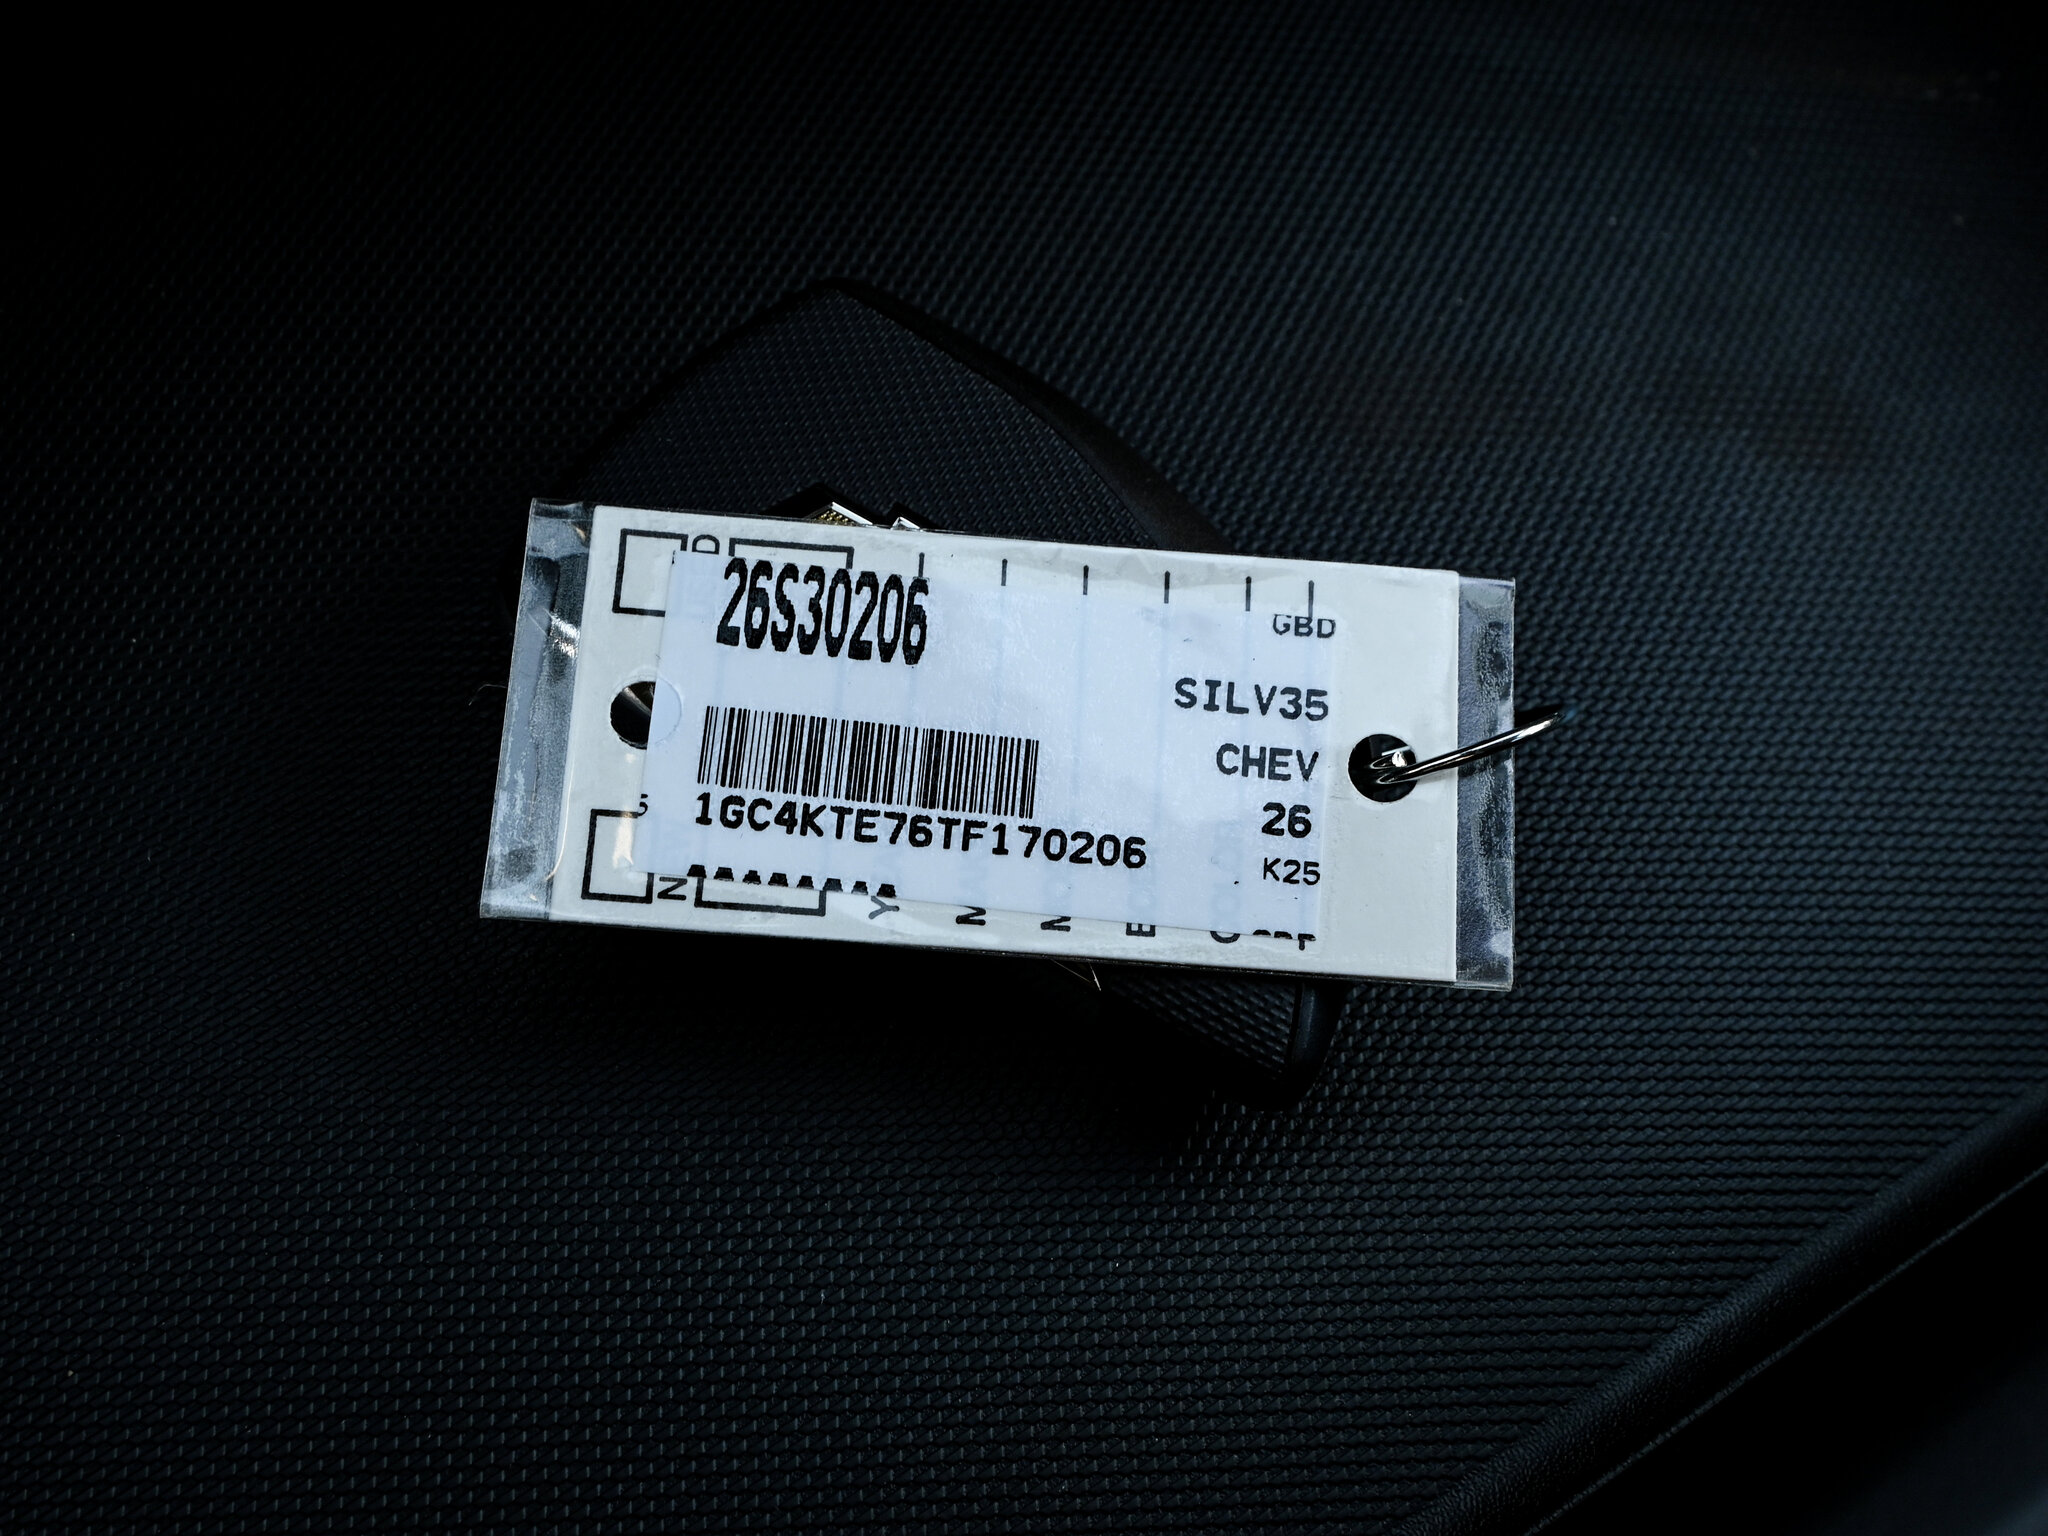 26S30206
GBD
SILV35
CHEV
1GC4KTE76TF170206
26
K25